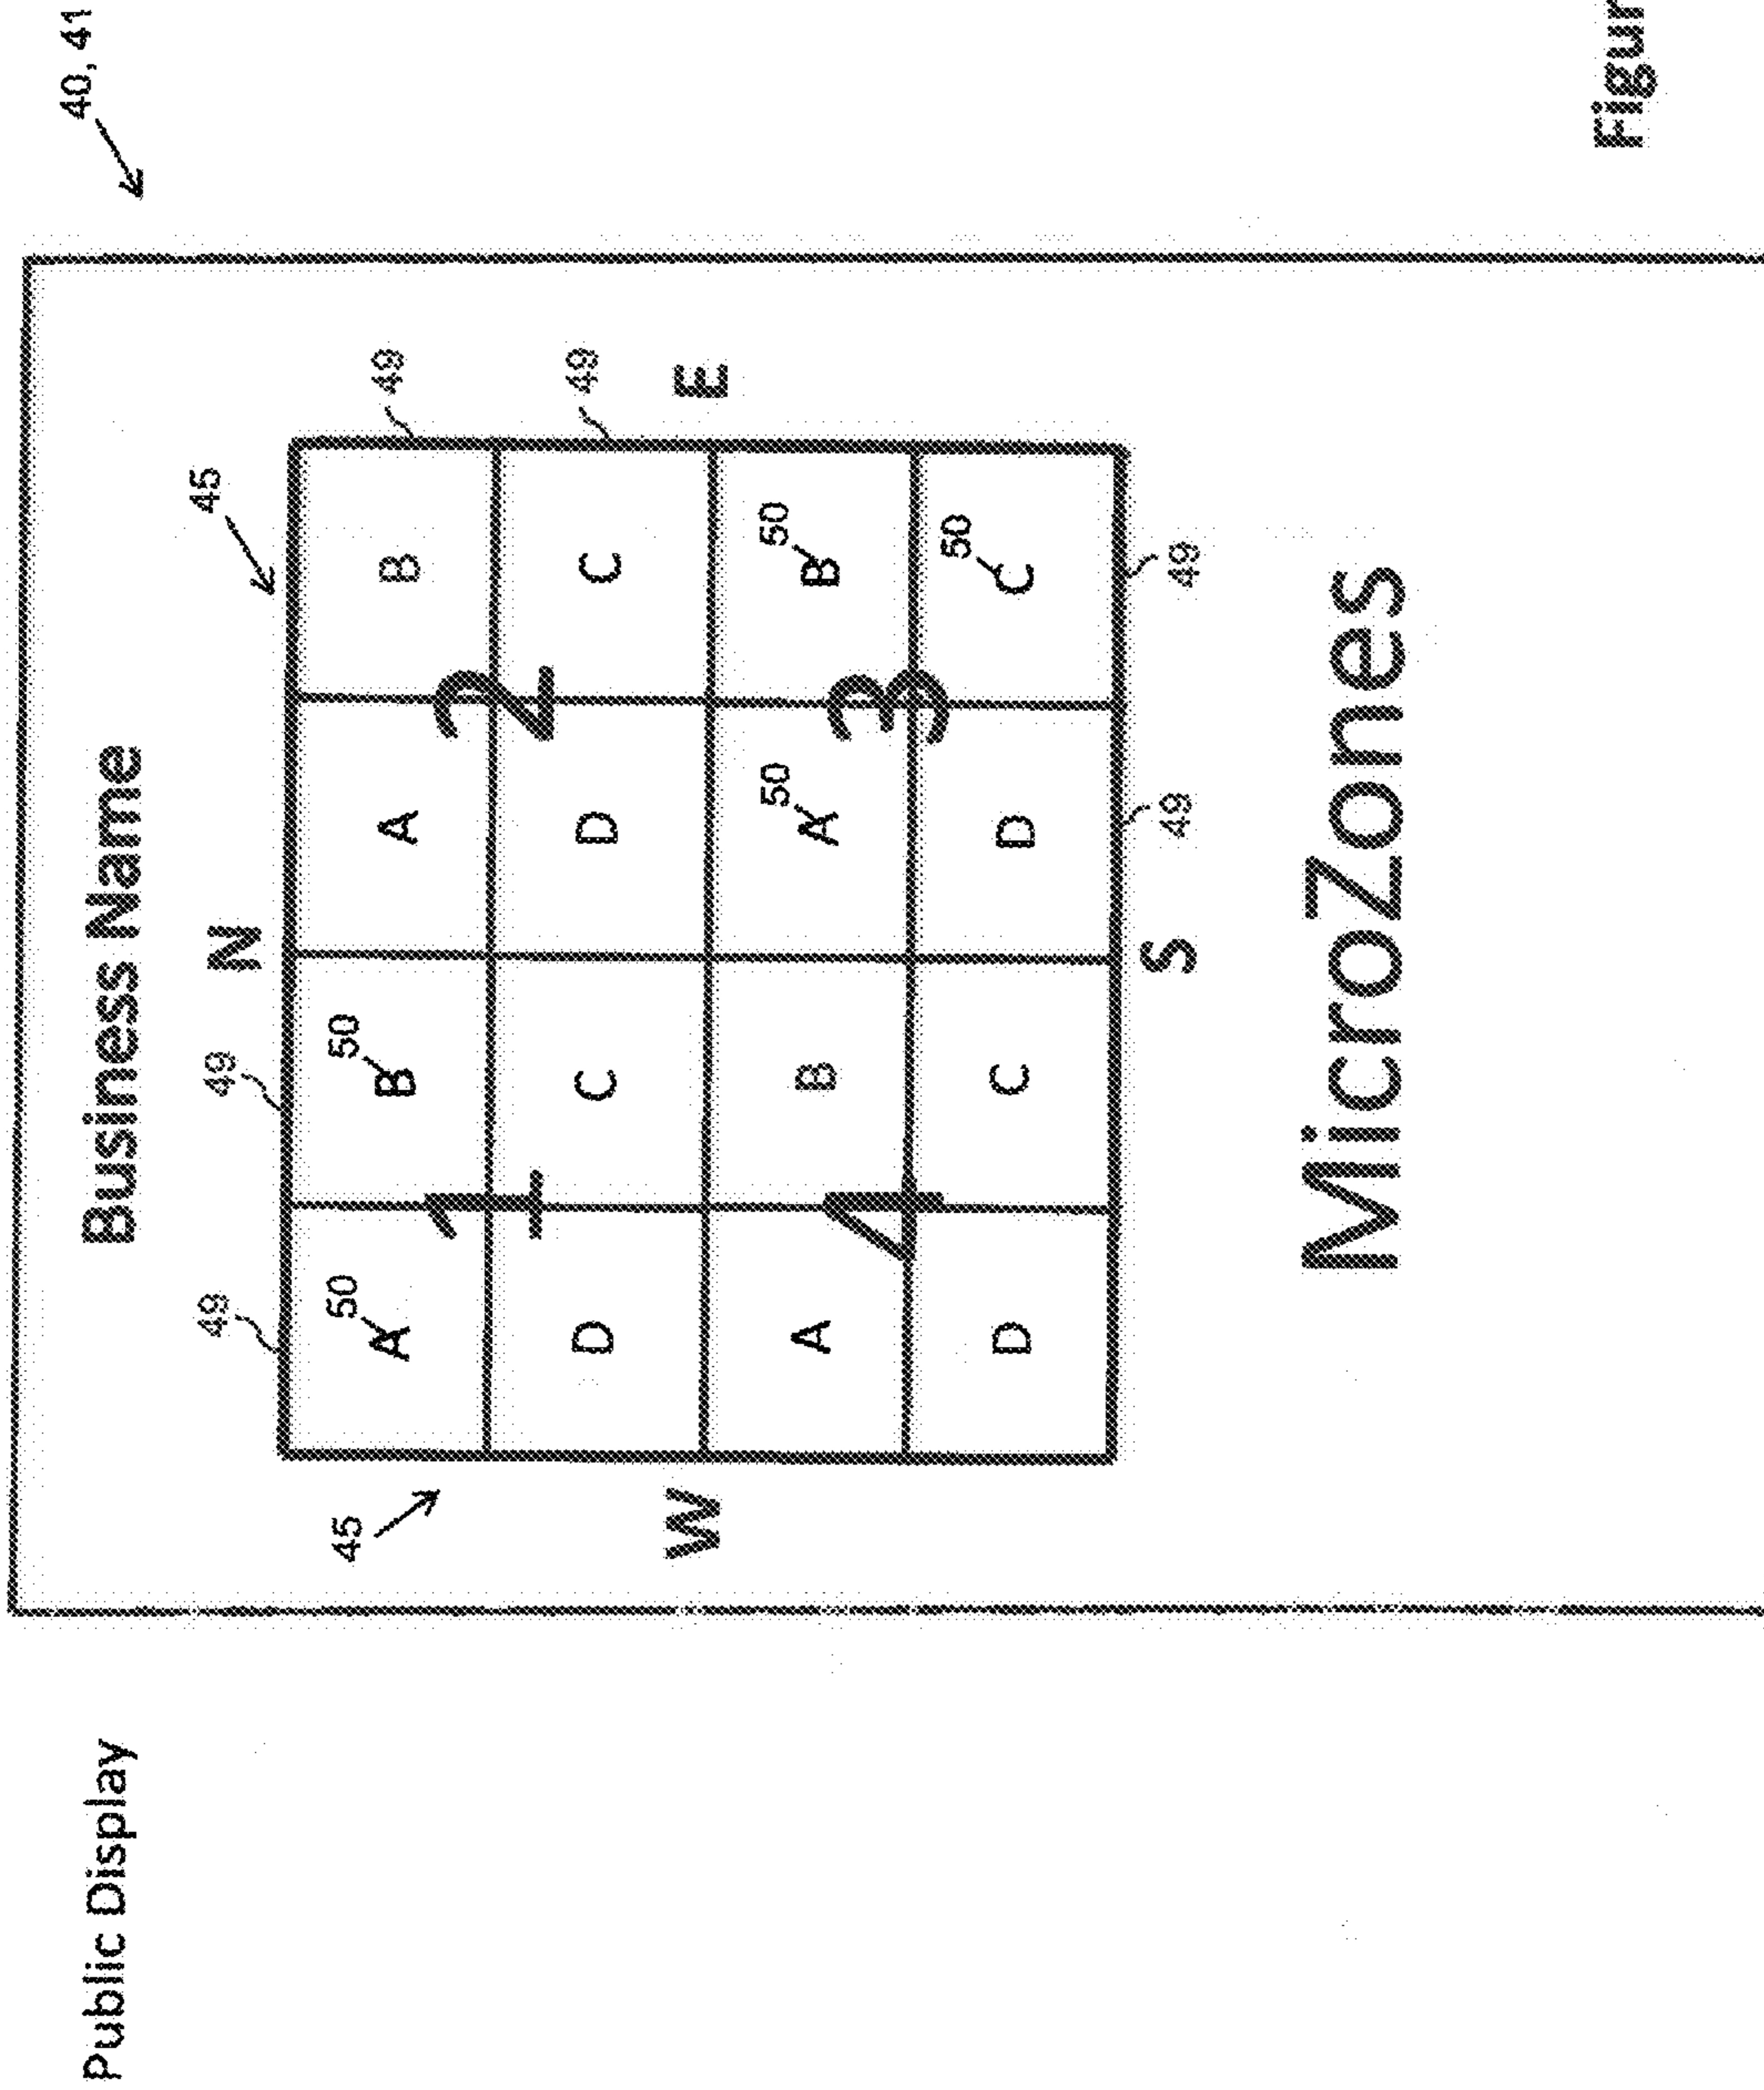 Public Display Business Name 40, 41
49 49 N 45
45 50 50 49
A B A B
1 2
D C D C 49
W E
50 50
A B A B
4 3
50
D C D C
S 49 49
MicroZones
Figur